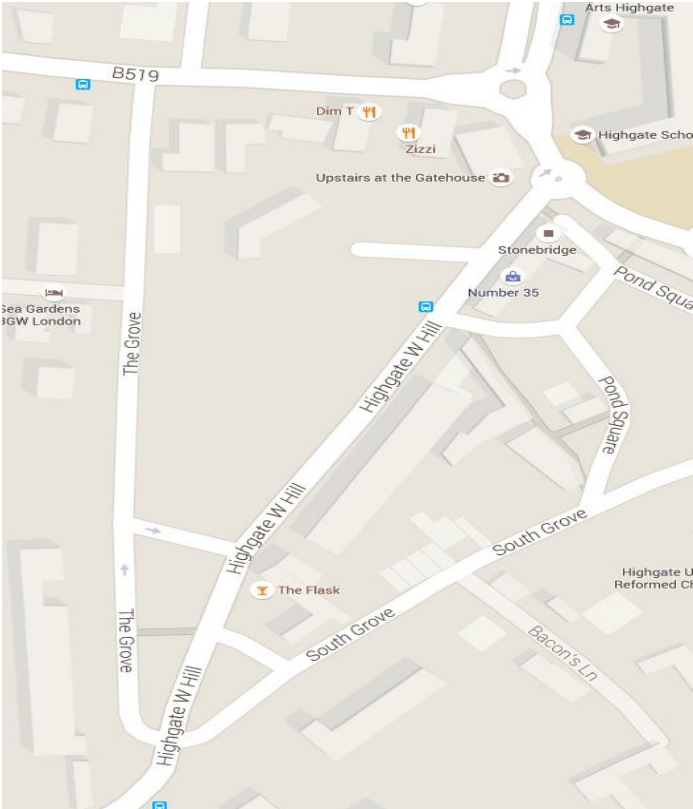 Arts Highgate
B519
Dim T
Zizzi
Highgate Scho
Upstairs at the Gatehouse
Stonebridge
Pond Squa
Number 35
Sea Gardens
BGW London
The Grove
Highgate W Hill
Pond Square
Highgate W Hill
South Grove
The Flask
Highgate U
Reformed Ch
The Grove
South Grove
Bacon's Ln
Highgate W Hill